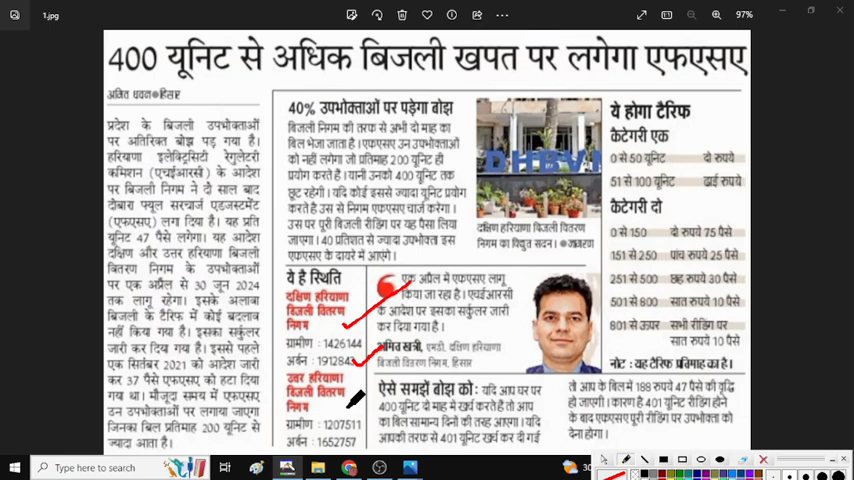 1.jpg
97%
400 यूनिट से अधिक बिजली खपत पर लगेगा एफएसए
अमित धवन●हिसार
प्रदेश के बिजली उपभोक्ताओं
पर अतिरिक्त बोझ पड़ गया है।
हरियाणा इलेक्ट्रिसिटी रेगुलेटरी
कमिशन (एचईआरसी) के आदेश
पर बिजली निगम ने दो साल बाद
दोबारा फ्यूल सरचार्ज एडजस्टमेंट
(एफएसए) लगा दिया है। यह प्रति
यूनिट 47 पैसे लगेगा। यह आदेश
दक्षिण और उत्तर हरियाणा बिजली
वितरण निगम के उपभोक्ताओं
पर एक अप्रैल से 30 जून 2024
तक लागू रहेगा। इसके अलावा
बिजली के टैरिफ में कोई बदलाव
नहीं किया गया है। इसका सर्कुलर
जारी कर दिया गया है। इससे पहले
एक सितंबर 2021 को आदेश जारी
कर 37 पैसे एफएसए को हटा दिया
गया था। मौजूदा समय में एफएसए
उन उपभोक्ताओं पर लगाया जाएगा
जिनका बिल प्रतिमाह 200 यूनिट से
ज्यादा आता है।
40% उपभोक्ताओं पर पड़ेगा बोझ
बिजली निगम की तरफ से अभी दो माह का
बिल भेजा जाता है। एफएसए उन उपभोक्ताओं
को नहीं लगेगा जो प्रतिमाह 200 यूनिट ही
प्रयोग करते है। यानी उनको 400 यूनिट तक
छूट रहेगी। यदि कोई इससे ज्यादा यूनिट प्रयोग
करते है उस से निगम एफएसए चार्ज करेगा।
उस पर पूरी बिजली रीडिंग पर यह पैसा लिया
जाएगा। 40 प्रतिशत से ज्यादा उपभोक्ता इस
एफएसए के दायरे में आएंगे।
DHBVN
दक्षिण हरियाणा बिजली वितरण
निगम का विद्युत सदन। ●जागरण
ये होगा टैरिफ
कैटेगरी एक
0 से 50 यूनिट दो रुपये
51 से 100 यूनिट ढाई रुपये
कैटेगरी दो
0 से 150 दो रुपये 75 पैसे
151 से 250 पांच रुपये 25 पैसे
251 से 500 छह रुपये 30 पैसे
501 से 800 सात रुपये 10 पैसे
801 से ऊपर सभी रीडिंग पर
सात रुपये 10 पैसे
नोट : यह टैरिफ प्रतिमाह का है।
ये है स्थिति
दक्षिण हरियाणा
बिजली वितरण
निगम
ग्रामीण : 1426144
अर्बन : 1912843
उत्तर हरियाणा
बिजली वितरण
निगम
ग्रामीण : 1207511
अर्बन : 1652757
एक अप्रैल में एफएसए लागू
किया जा रहा है। एचईआरसी
के आदेश पर इसका सर्कुलर जारी
कर दिया गया है।
अमित खत्री, एमडी, दक्षिण हरियाणा
बिजली वितरण निगम, हिसार
ऐसे समझें बोझ को: यदि आप घर पर
400 यूनिट दो माह में खर्च करते है तो आप
का बिल सामान्य दिनों की तरह आएगा। यदि
आपकी तरफ से 401 यूनिट खर्च कर दी गई
तो आप के बिल में 188 रुपये 47 पैसे की वृद्धि
हो जाएगी। कारण है 401 यूनिट रीडिंग होने
के बाद एफएसए पूरी रीडिंग पर उपभोक्ता को
देना होगा।
Type here to search